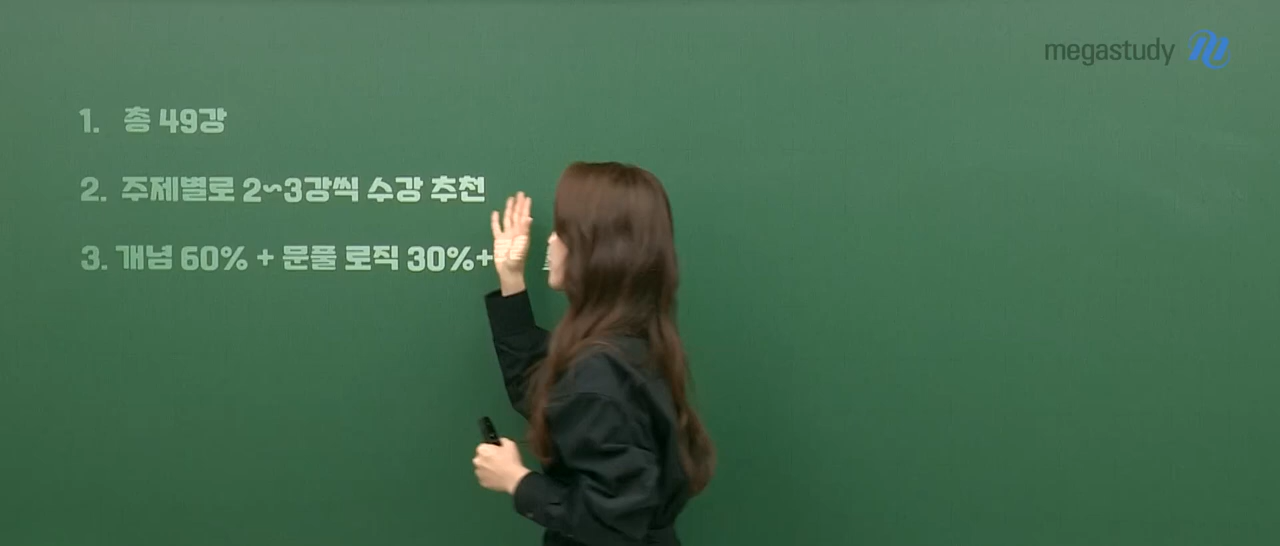 megastudy
1. 총 49강
2. 주제별로 2~3강씩 수강 추천
3. 개념 60% + 문풀 로직 30%+